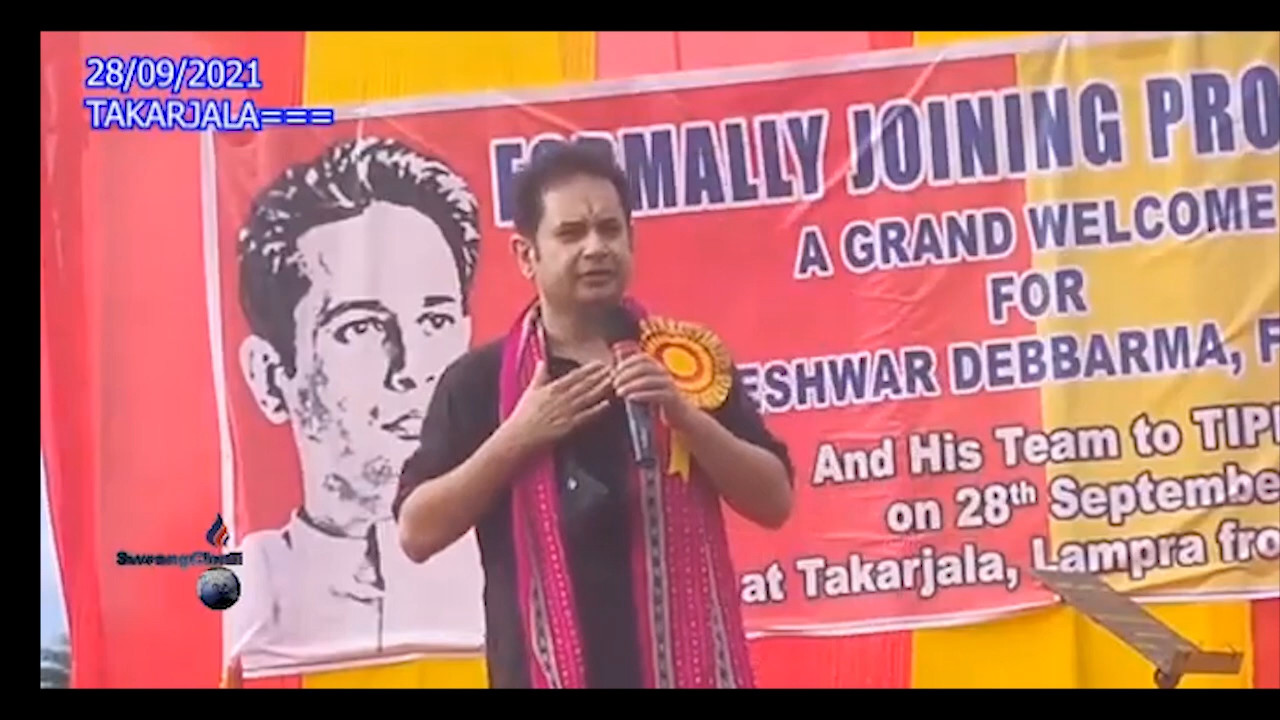 28/09/2021
TAKARJALA===
FORMALLY JOINING PRO
A GRAND WELCOME
FOR
ESHWAR DEBBARMA, F
And His Team to TIP
on 28th Septembe
at Takarjala, Lampra fro